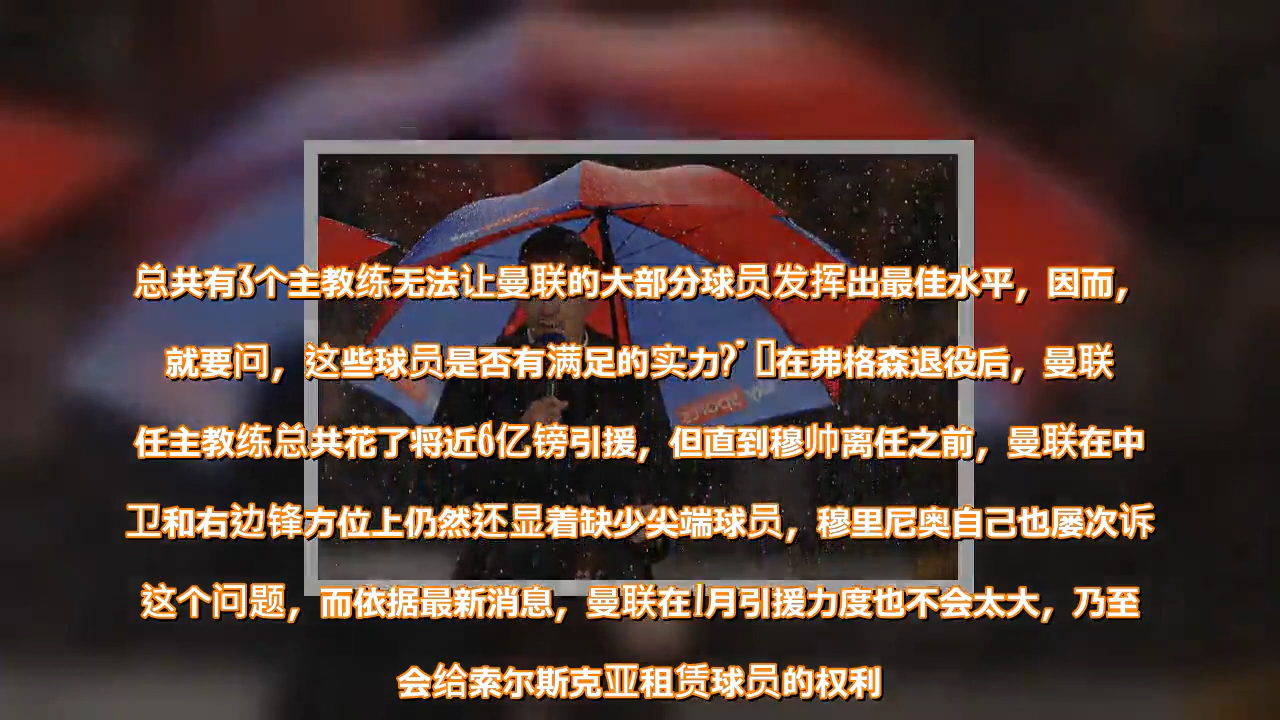 总共有3个主教练无法让曼联的大部分球员发挥出最佳水平，因而，
就要问，这些球员是否有满足的实力？ 在弗格森退役后，曼联
任主教练总共花了将近6亿镑引援，但直到穆帅离任之前，曼联在中
卫和右边锋方位上仍然还显着缺少尖端球员，穆里尼奥自己也屡次诉
这个问题，而依据最新消息，曼联在1月引援力度也不会太大，乃至
会给索尔斯克亚租赁球员的权利